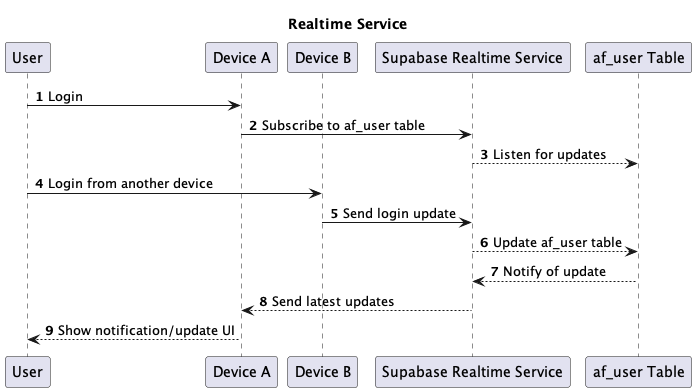 Realtime Service
User Device A Device B Supabase Realtime Service af_user Table
1 Login
2 Subscribe to af_user table
3 Listen for updates
4 Login from another device
5 Send login update
6 Update af_user table
7 Notify of update
8 Send latest updates
9 Show notification/update UI
User Device A Device B Supabase Realtime Service af_user Table